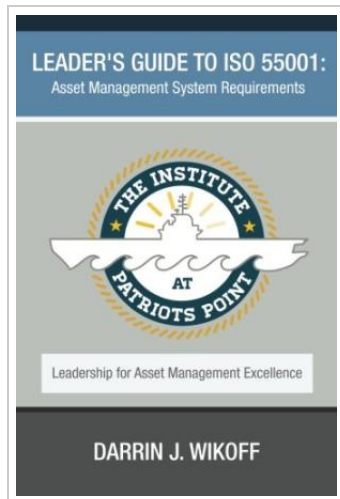 LEADER'S GUIDE TO ISO 55001:
Asset Management System Requirements
THE INSTITUTE
AT
PATRIOTS POINT
Leadership for Asset Management Excellence
DARRIN J. WIKOFF